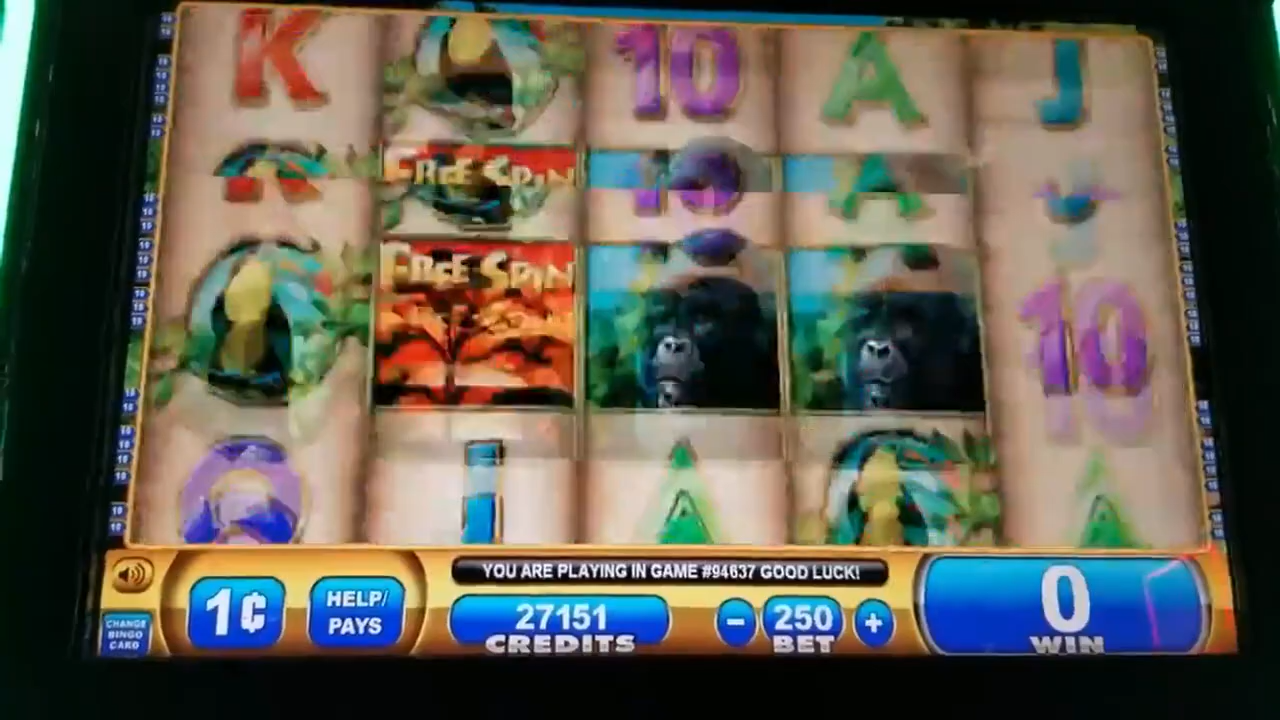 K 10 A J
FREE SPIN 10 A
FREE SPIN
10
YOU ARE PLAYING IN GAME #94637 GOOD LUCK!
1¢ HELP/ PAYS 27151 CREDITS - 250 BET + 0 WIN
CHANGE BINGO CARD